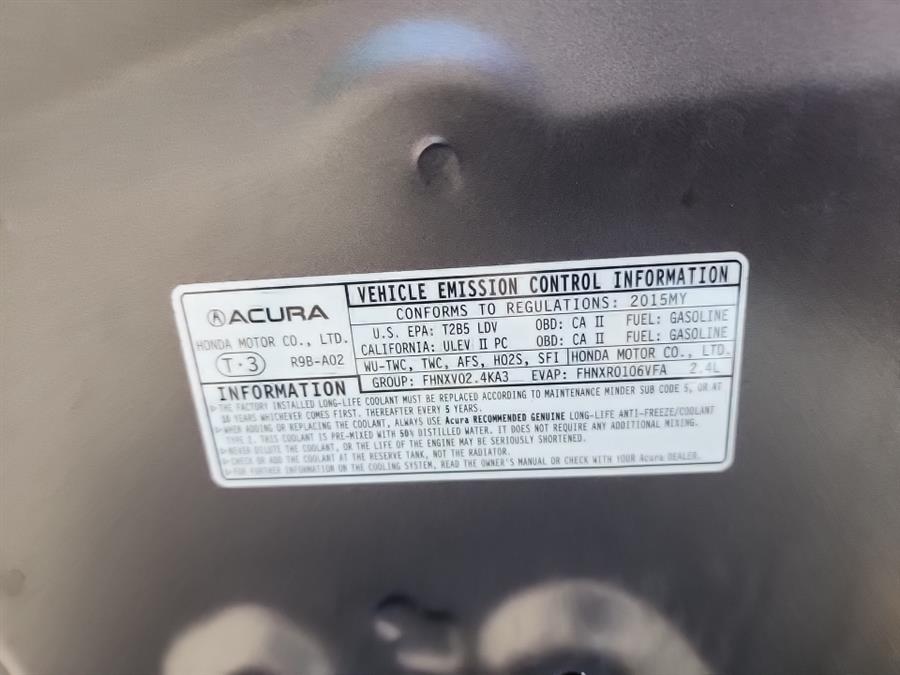 ACURA
HONDA MOTOR CO., LTD.
T·3 R9B-A02
VEHICLE EMISSION CONTROL INFORMATION
CONFORMS TO REGULATIONS: 2015MY
U.S. EPA: T2B5 LDV OBD: CA II FUEL: GASOLINE
CALIFORNIA: ULEV II PC OBD: CA II FUEL: GASOLINE
WU-TWC, TWC, AFS, HO2S, SFI HONDA MOTOR CO., LTD.
GROUP: FHNXV02.4KA3 EVAP: FHNXR0106VFA 2.4L
INFORMATION
▷THE FACTORY INSTALLED LONG-LIFE COOLANT MUST BE REPLACED ACCORDING TO MAINTENANCE MINDER SUB CODE 5, OR AT
10 YEARS WHICHEVER COMES FIRST. THEREAFTER EVERY 5 YEARS.
▷WHEN ADDING OR REPLACING THE COOLANT, ALWAYS USE Acura RECOMMENDED GENUINE LONG-LIFE ANTI-FREEZE/COOLANT
TYPE 2. THIS COOLANT IS PRE-MIXED WITH 50% DISTILLED WATER. IT DOES NOT REQUIRE ANY ADDITIONAL MIXING.
▷NEVER DILUTE THE COOLANT, OR THE LIFE OF THE ENGINE MAY BE SERIOUSLY SHORTENED.
▷CHECK OR ADD THE COOLANT AT THE RESERVE TANK, NOT THE RADIATOR.
▷FOR FURTHER INFORMATION ON THE COOLING SYSTEM, READ THE OWNER'S MANUAL OR CHECK WITH YOUR Acura DEALER.